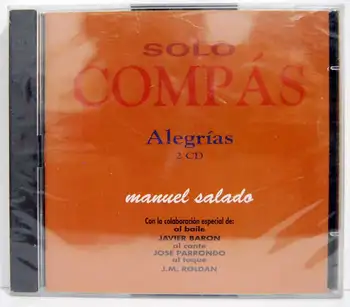 SOLO
COMPÁS
Alegrías
2 CD
manuel salado
Con la colaboración especial de:
al baile
JAVIER BARON
al cante
JOSE PARRONDO
al toque
J.M. ROLDAN